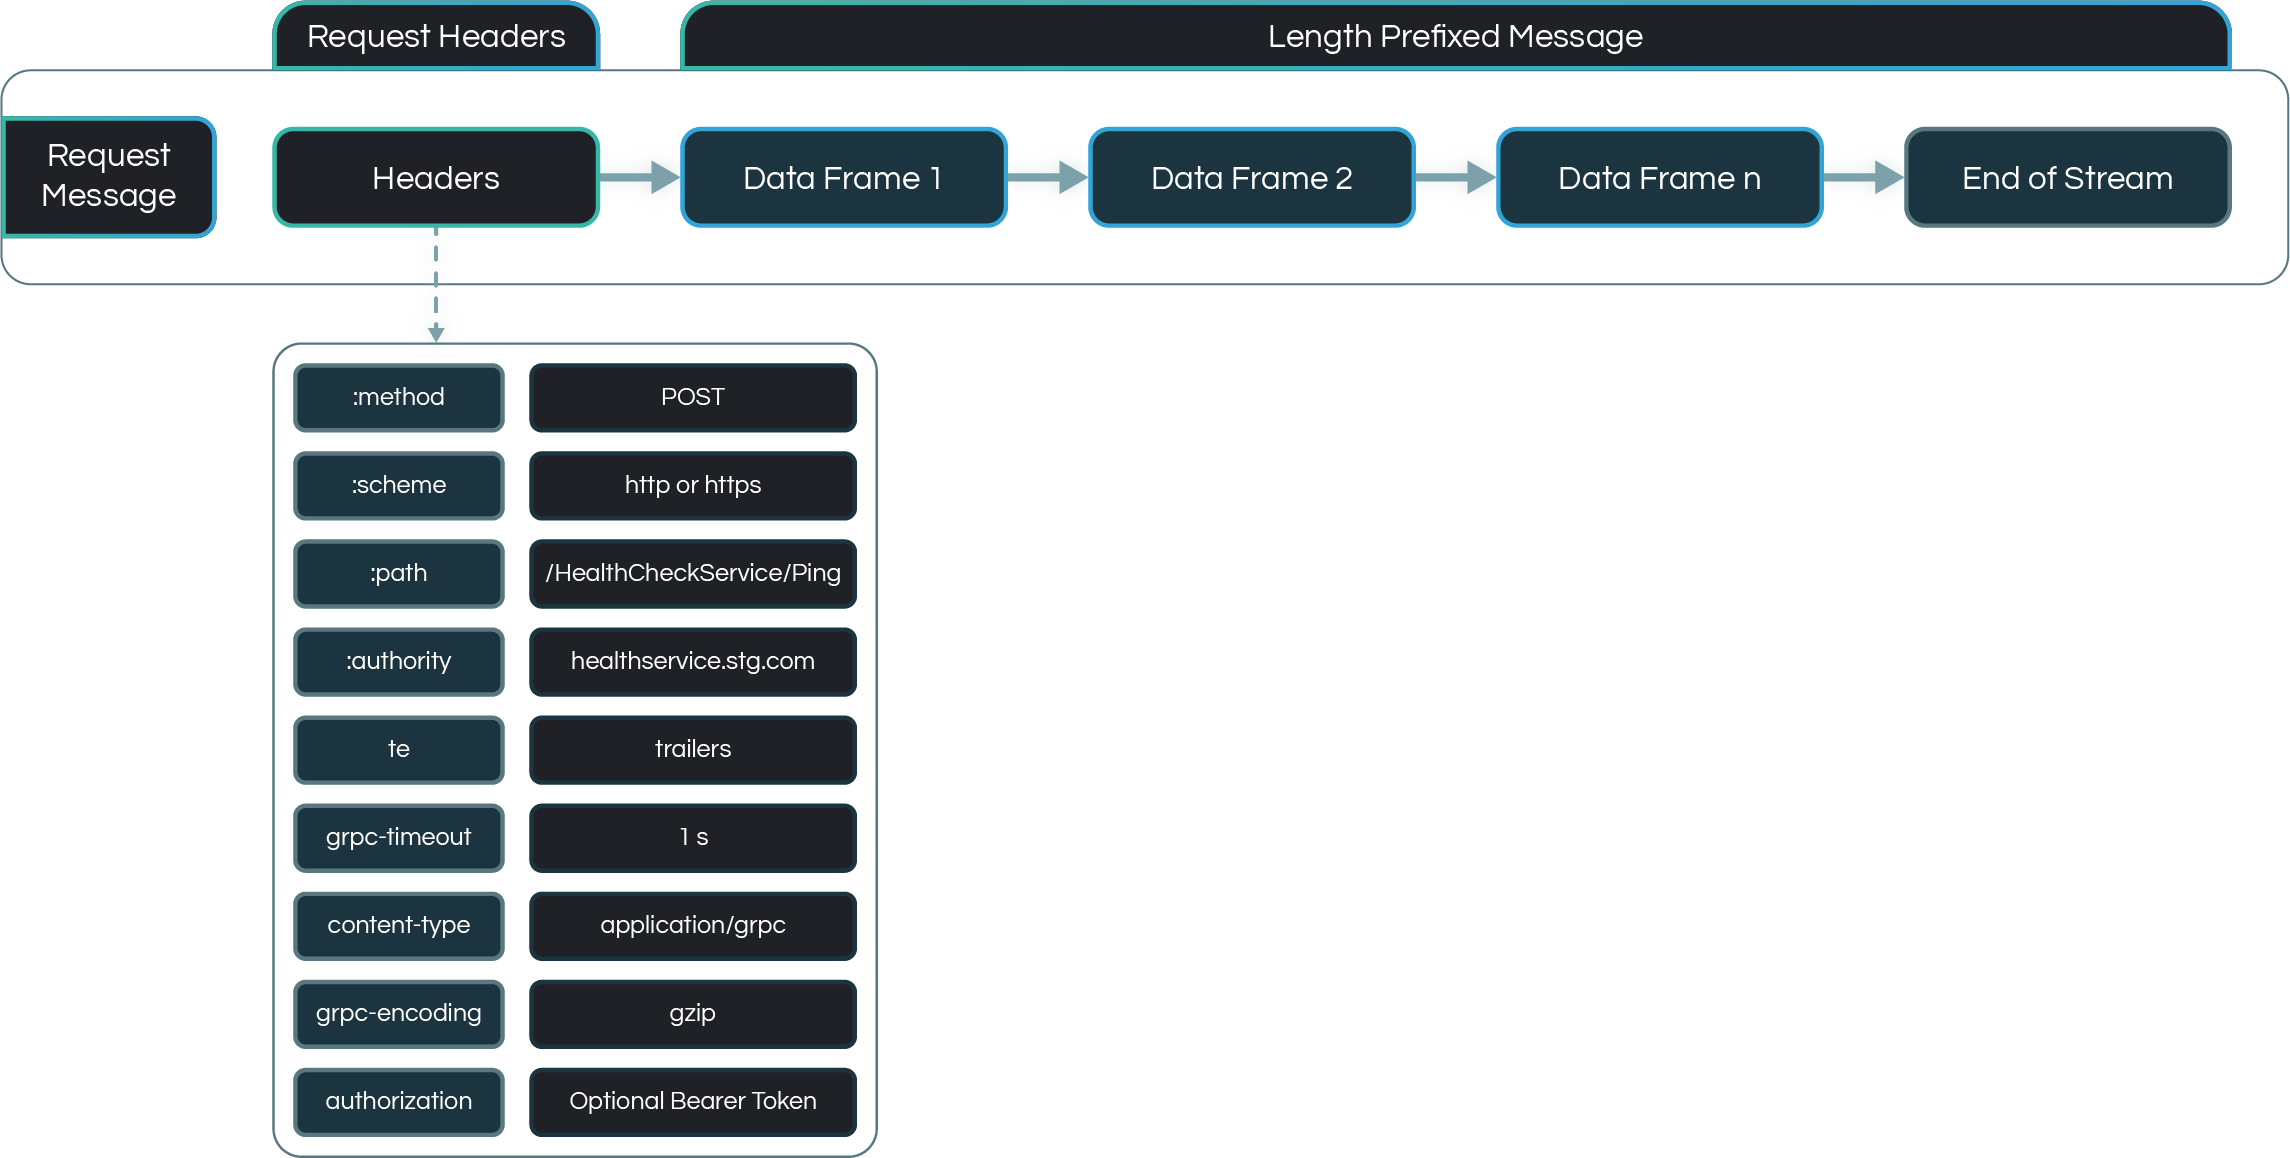 Request Headers
Length Prefixed Message
Request
Message
Headers
Data Frame 1
Data Frame 2
Data Frame n
End of Stream
:method
POST
:scheme
http or https
:path
/HealthCheckService/Ping
:authority
healthservice.stg.com
te
trailers
grpc-timeout
1 s
content-type
application/grpc
grpc-encoding
gzip
authorization
Optional Bearer Token